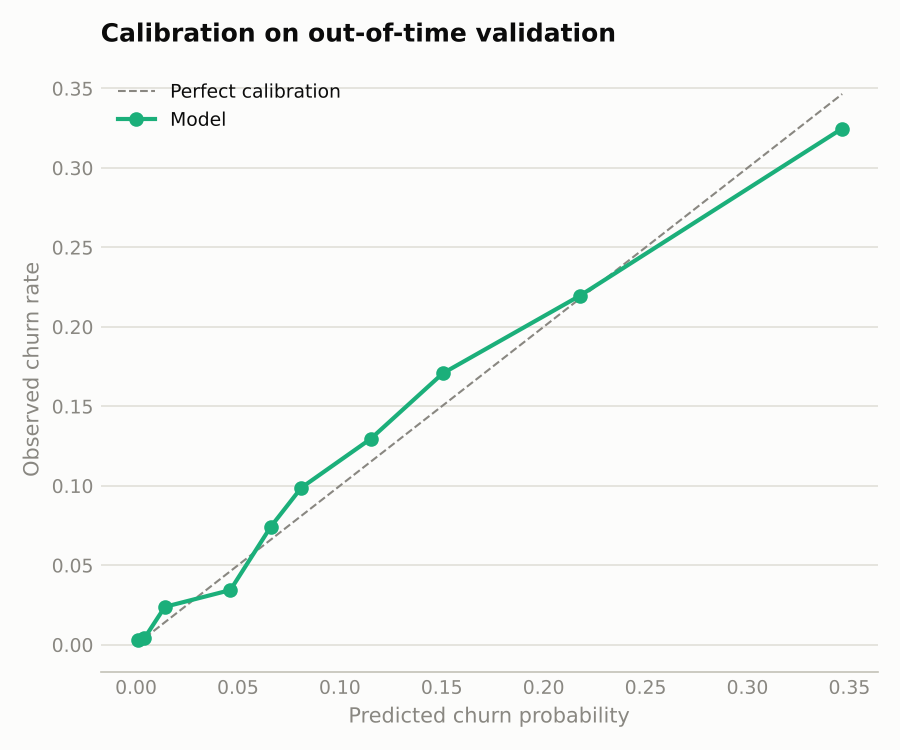 Calibration on out-of-time validation
Perfect calibration
Model
Observed churn rate
0.35
0.30
0.25
0.20
0.15
0.10
0.05
0.00
0.00 0.05 0.10 0.15 0.20 0.25 0.30 0.35
Predicted churn probability